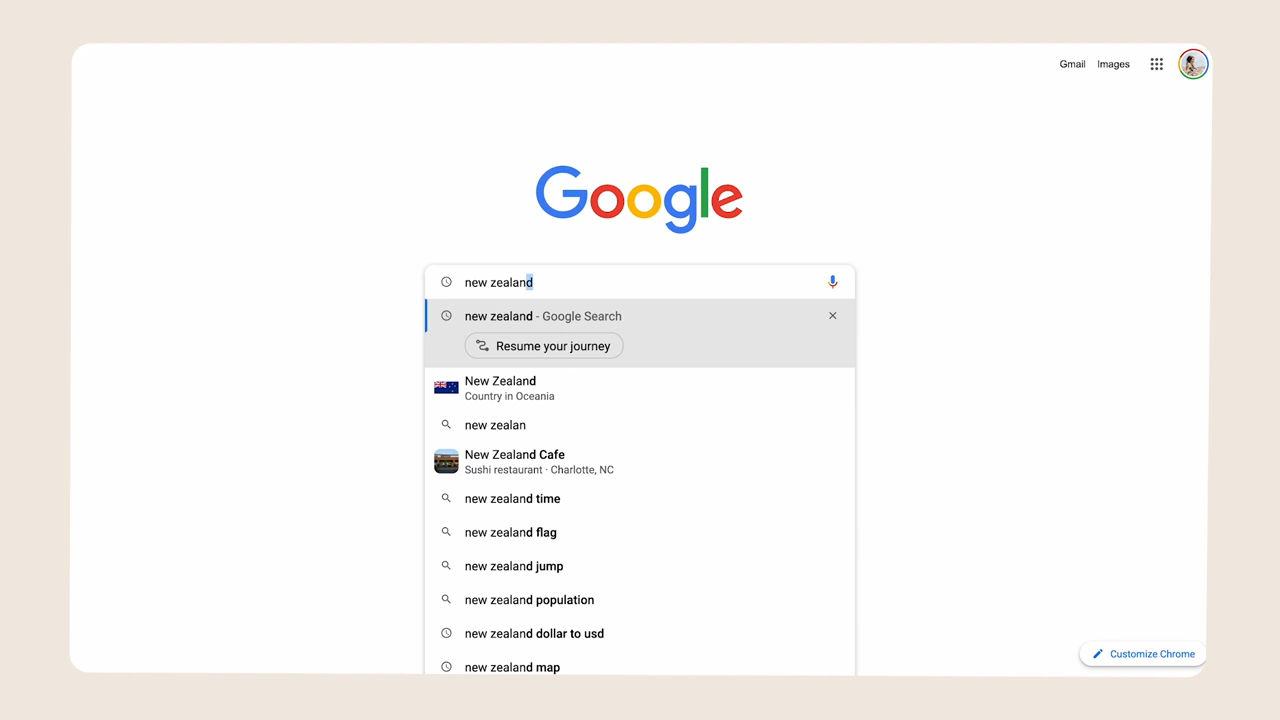 Gmail Images
Google
new zealand
new zealand - Google Search
Resume your journey
New Zealand
Country in Oceania
new zealan
New Zealand Cafe
Sushi restaurant · Charlotte, NC
new zealand time
new zealand flag
new zealand jump
new zealand population
new zealand dollar to usd
new zealand map
Customize Chrome